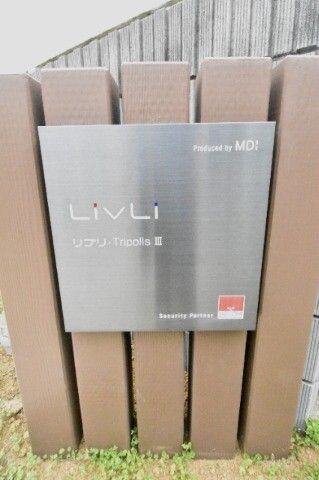 Produced by MDI
LiVLi
リブリ・Tripolis Ⅲ
Security Partner